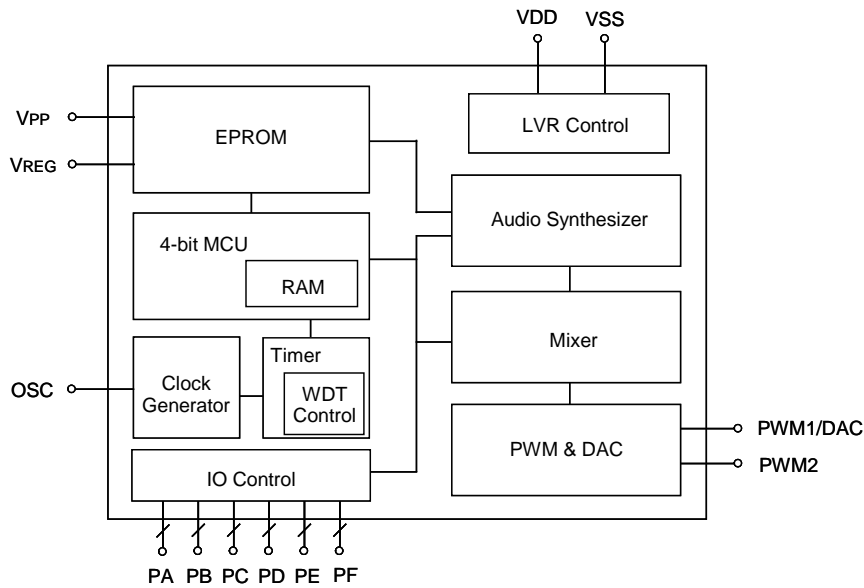 VDD VSS
VPP
VREG
EPROM
LVR Control
Audio Synthesizer
4-bit MCU
RAM
Mixer
Timer
OSC
Clock
Generator
WDT
Control
PWM & DAC
PWM1/DAC
PWM2
IO Control
PA PB PC PD PE PF